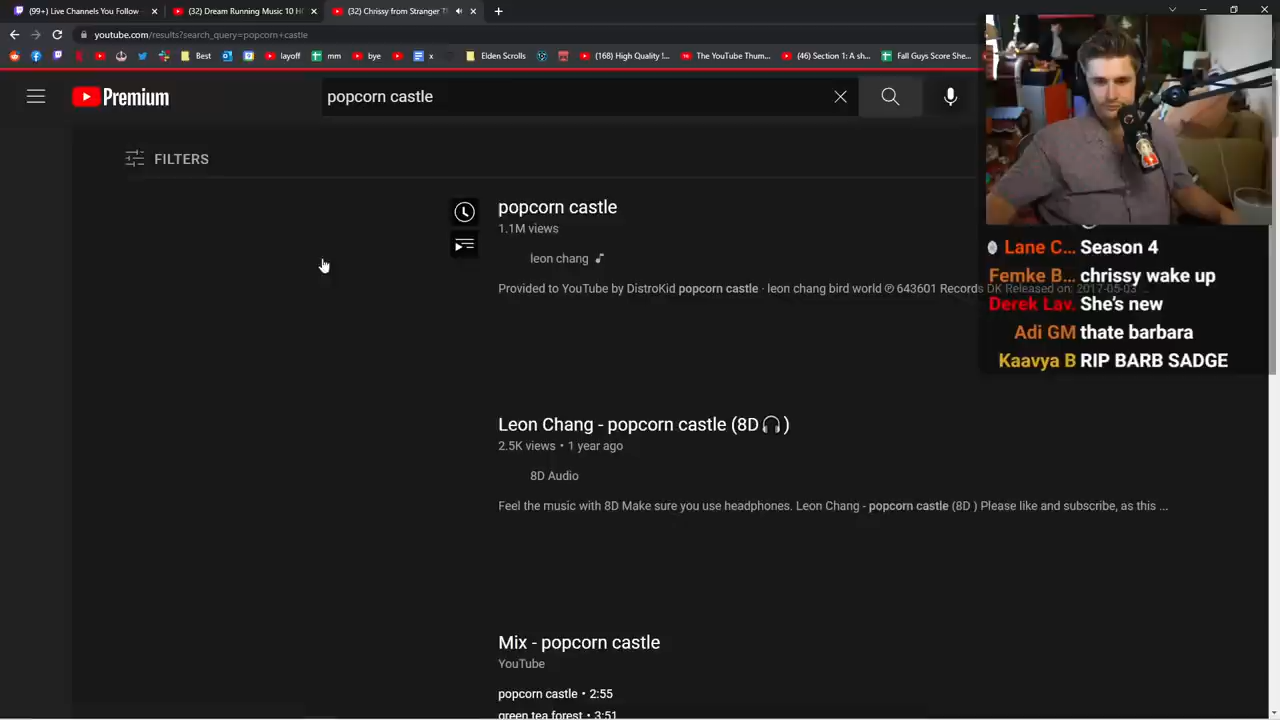 (99+) Live Channels You Follow
(32) Dream Running Music 10 H
(32) Chrissy from Stranger T
youtube.com/results?search_query=popcorn+castle
Best
layoff
mm
bye
x
Elden Scrolls
(168) High Quality !...
The YouTube Thum...
(46) Section 1: A sh...
Fall Guys Score She...
Premium
popcorn castle
FILTERS
popcorn castle
1.1M views
leon chang
Provided to YouTube by DistroKid popcorn castle · leon chang bird world ℗ 643601 Records DK Released on: 2017-05-03 ...
Leon Chang - popcorn castle (8D🎧)
2.5K views • 1 year ago
8D Audio
Feel the music with 8D Make sure you use headphones. Leon Chang - popcorn castle (8D ) Please like and subscribe, as this ...
Mix - popcorn castle
YouTube
popcorn castle • 2:55
green tea forest • 3:51
Lane C... Season 4
Femke B... chrissy wake up
Derek Lav. She's new
Adi GM thate barbara
Kaavya B RIP BARB SADGE